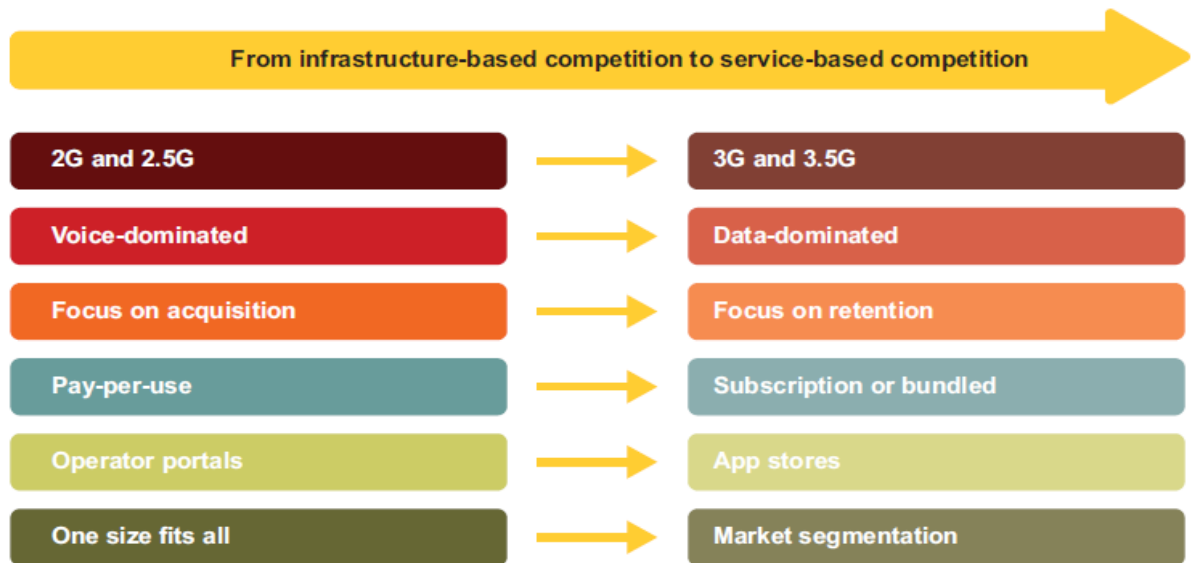 From infrastructure-based competition to service-based competition
2G and 2.5G
3G and 3.5G
Voice-dominated
Data-dominated
Focus on acquisition
Focus on retention
Pay-per-use
Subscription or bundled
Operator portals
App stores
One size fits all
Market segmentation